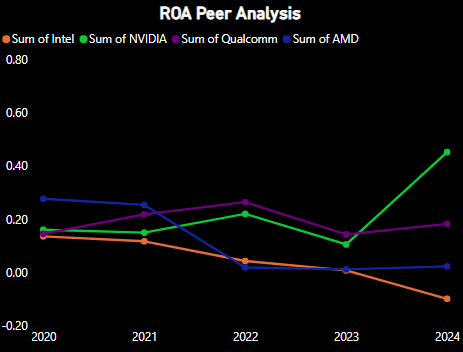 ROA Peer Analysis
Sum of Intel Sum of NVIDIA Sum of Qualcomm Sum of AMD
0.80
0.60
0.40
0.20
0.00
-0.20
2020 2021 2022 2023 2024